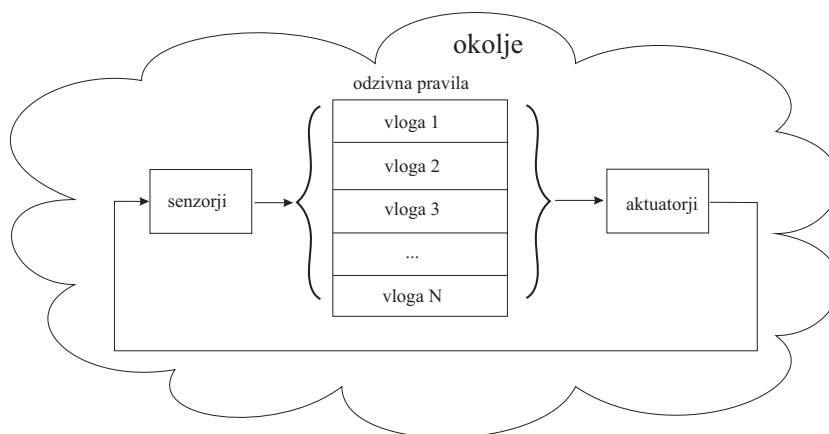 okolje
odzivna pravila
vloga 1
vloga 2
senzorji
vloga 3
aktuatorji
...
vloga N